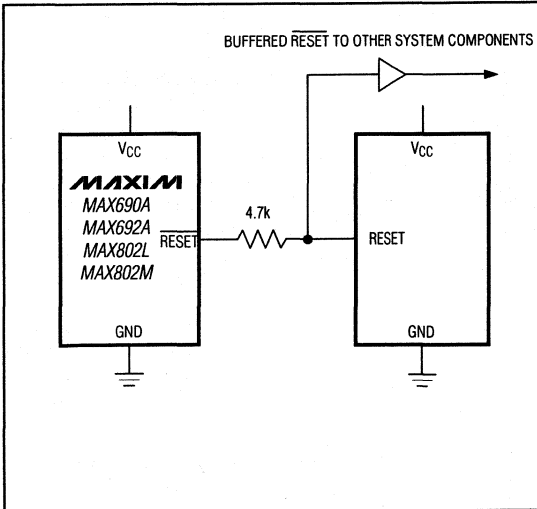 BUFFERED RESET TO OTHER SYSTEM COMPONENTS
VCC
MAXIM
MAX690A
MAX692A
MAX802L
MAX802M
RESET
GND
4.7k
VCC
RESET
GND